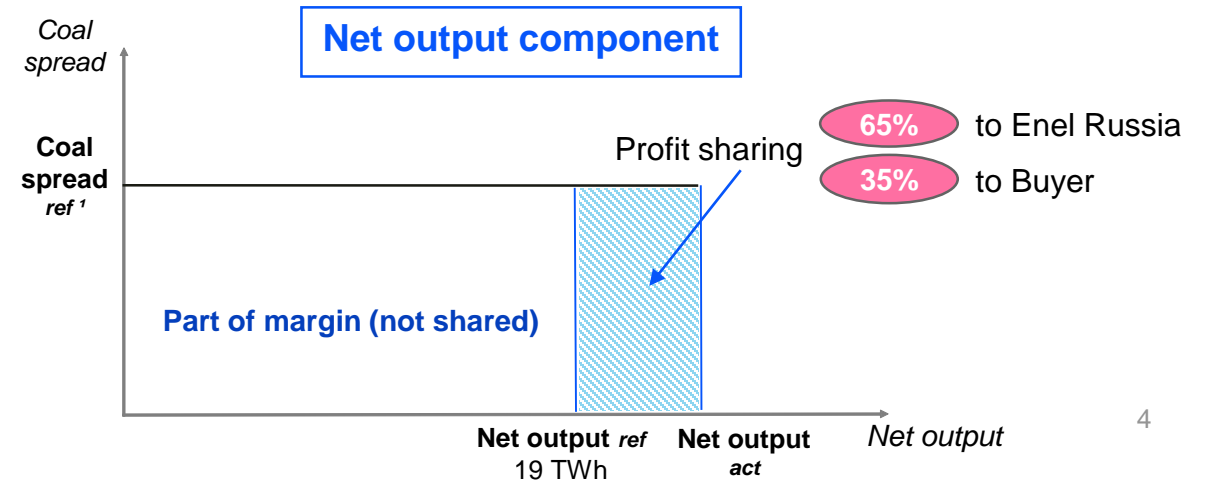 Coal
spread
Net output component
Coal
spread
ref ¹
Profit sharing
65% to Enel Russia
35% to Buyer
Part of margin (not shared)
Net output ref
19 TWh
Net output
act
Net output
4